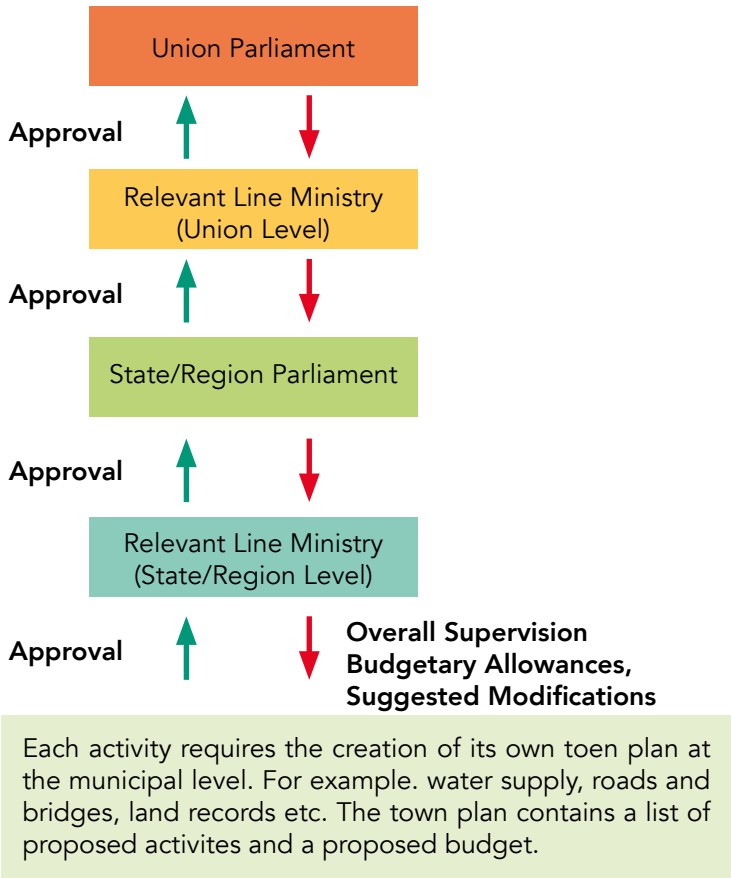 Union Parliament
Approval
Relevant Line Ministry
(Union Level)
Approval
State/Region Parliament
Approval
Relevant Line Ministry
(State/Region Level)
Approval
Overall Supervision
Budgetary Allowances,
Suggested Modifications
Each activity requires the creation of its own toen plan at
the municipal level. For example. water supply, roads and
bridges, land records etc. The town plan contains a list of
proposed activites and a proposed budget.